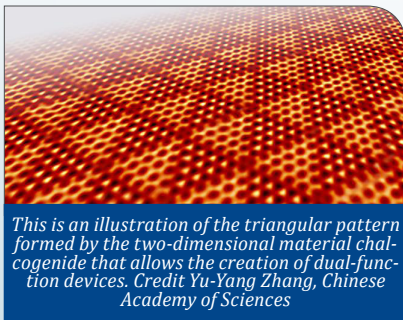 This is an illustration of the triangular pattern
formed by the two-dimensional material chal-
cogenide that allows the creation of dual-func-
tion devices. Credit Yu-Yang Zhang, Chinese
Academy of Sciences